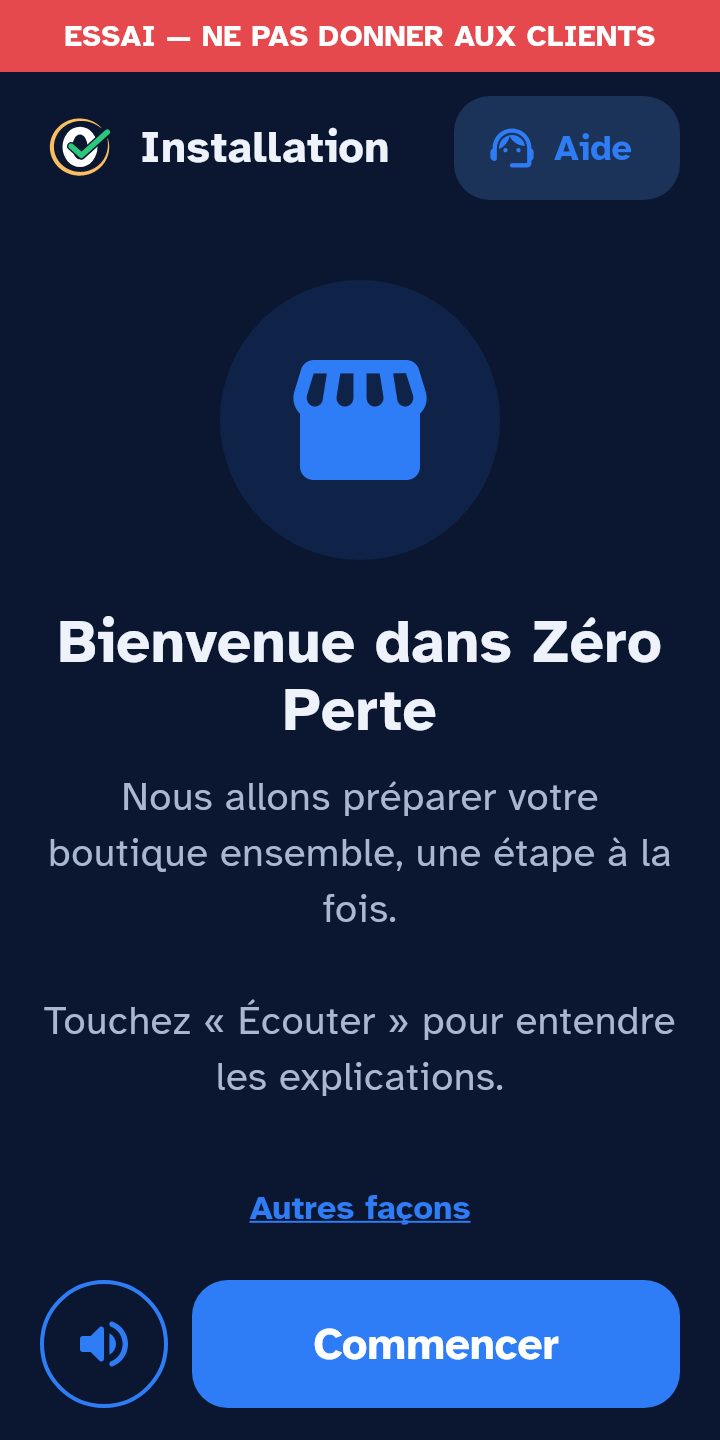 ESSAI — NE PAS DONNER AUX CLIENTS
Installation
Aide
Bienvenue dans Zéro
Perte
Nous allons préparer votre
boutique ensemble, une étape à la
fois.
Touchez « Écouter » pour entendre
les explications.
Autres façons
Commencer